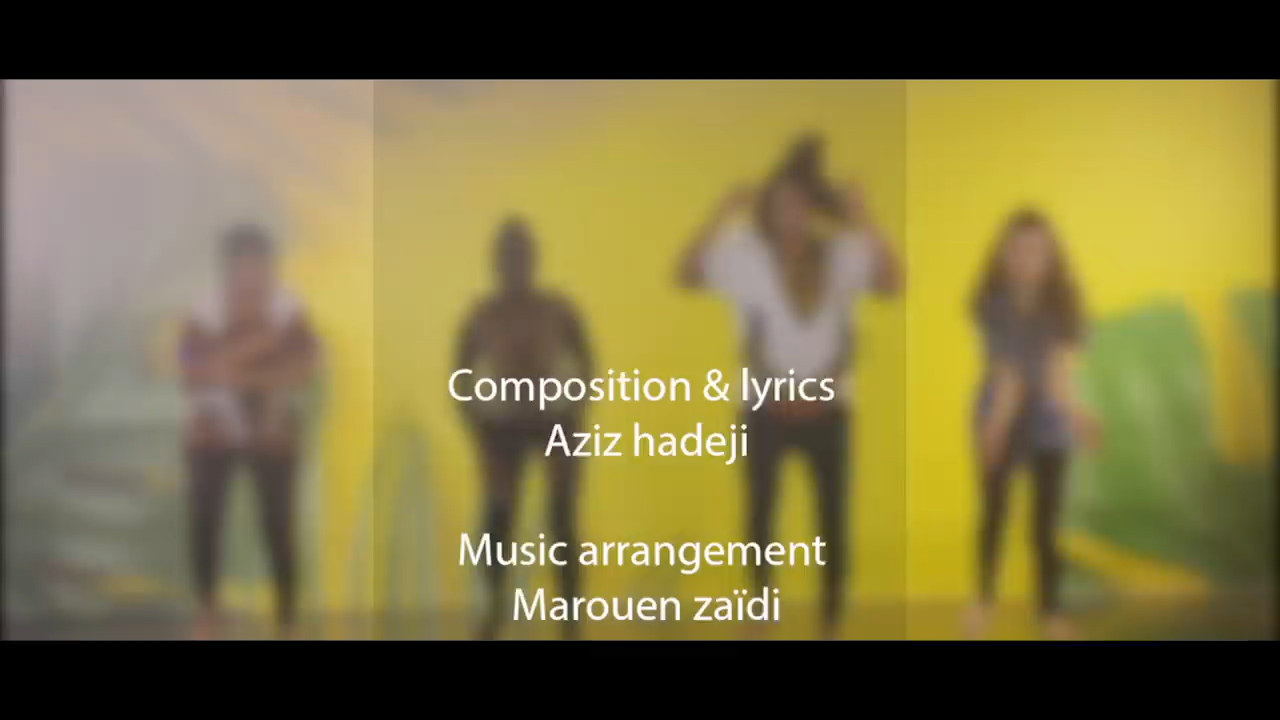 Composition & lyrics
Aziz hadeji
Music arrangement
Marouen zaïdi